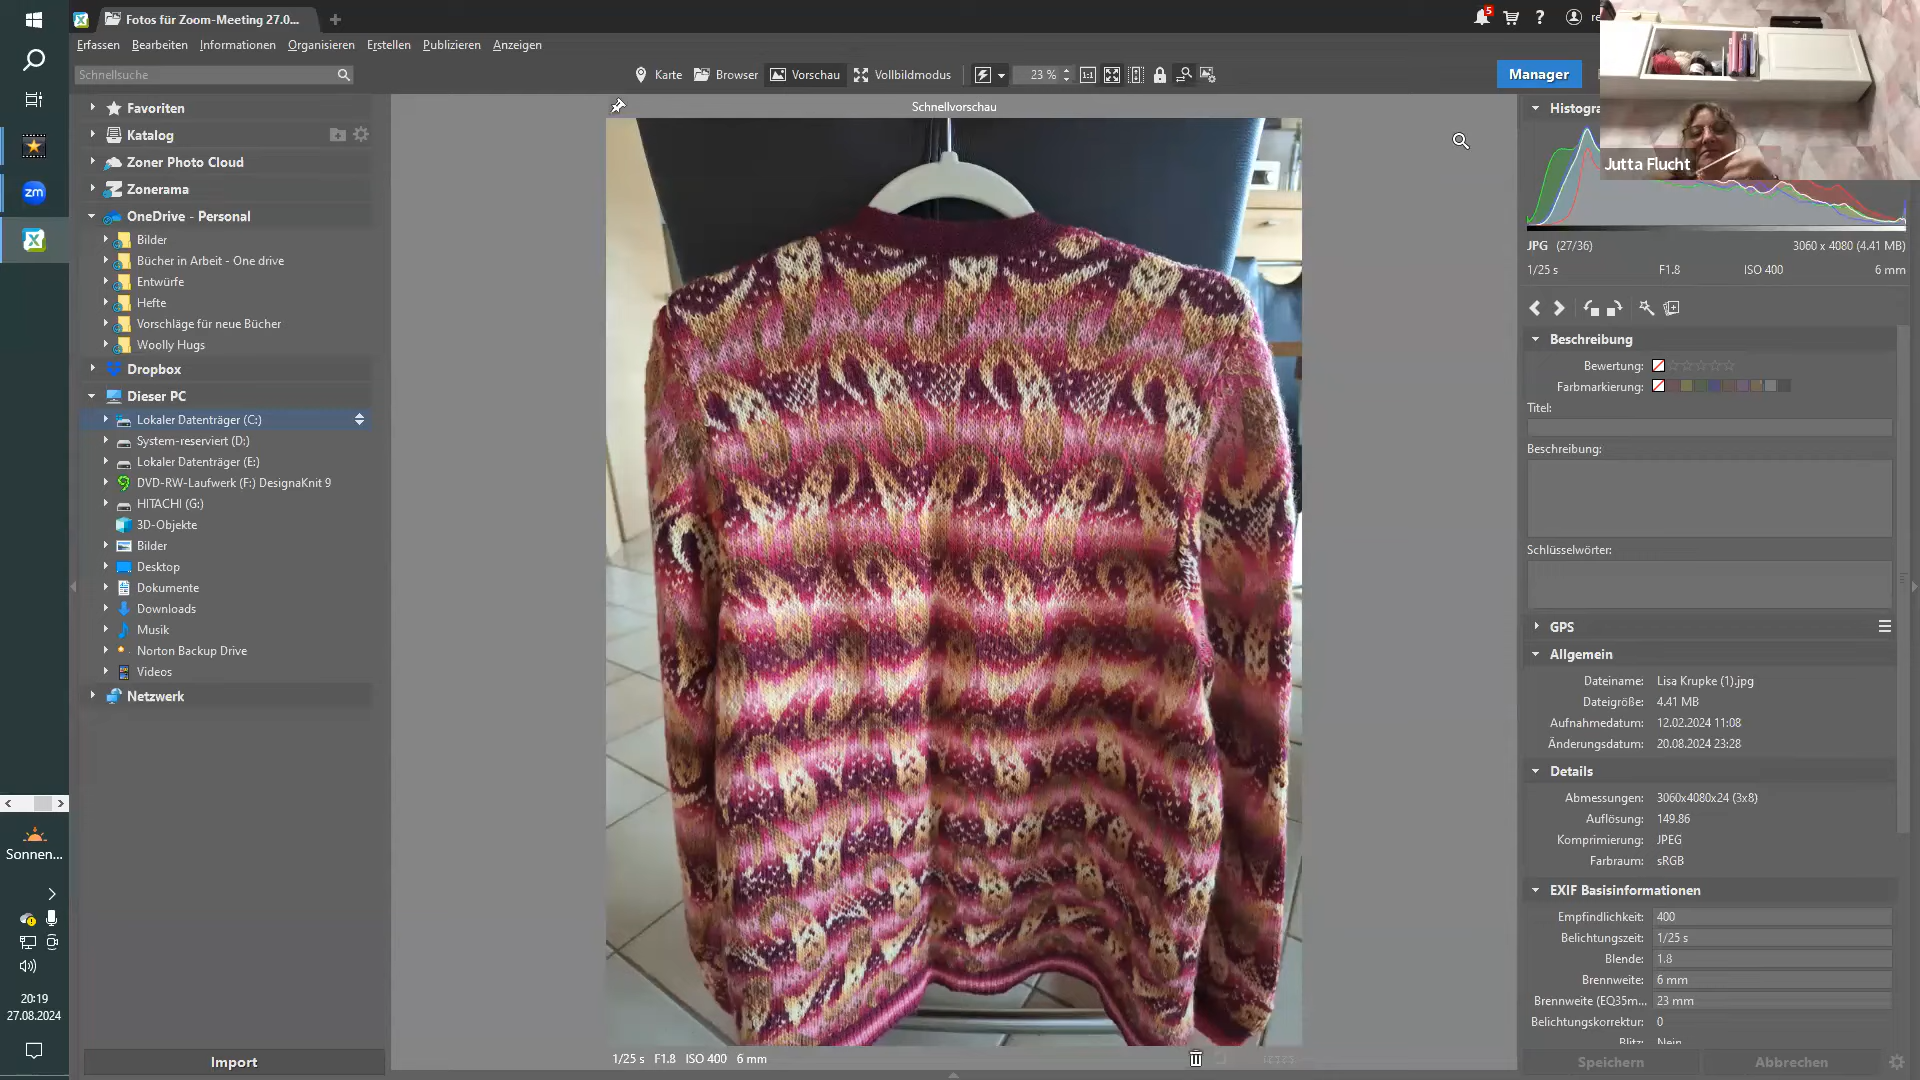 Fotos für Zoom-Meeting 27.0...
5
Erfassen Bearbeiten Informationen Organisieren Erstellen Publizieren Anzeigen
Schnellsuche
Karte Browser Vorschau Vollbildmodus 23 % 1:1
Manager
Schnellvorschau
Favoriten
Katalog
Zoner Photo Cloud
Zonerama
OneDrive - Personal
Bilder
Bücher in Arbeit - One drive
Entwürfe
Hefte
Vorschläge für neue Bücher
Woolly Hugs
Dropbox
Dieser PC
Lokaler Datenträger (C:)
System-reserviert (D:)
Lokaler Datenträger (E:)
DVD-RW-Laufwerk (F:) DesignaKnit 9
HITACHI (G:)
3D-Objekte
Bilder
Desktop
Dokumente
Downloads
Musik
Norton Backup Drive
Videos
Netzwerk
Import
zm
Sonnen...
20:19
27.08.2024
1/25 s F1.8 ISO 400 6 mm
Jutta Flucht
JPG (27/36) 3060 x 4080 (4.41 MB)
1/25 s F1.8 ISO 400 6 mm
Beschreibung
Bewertung:
Farbmarkierung:
Titel:
Beschreibung:
Schlüsselwörter:
GPS
Allgemein
Dateiname: Lisa Krupke (1).jpg
Dateigröße: 4.41 MB
Aufnahmedatum: 12.02.2024 11:08
Änderungsdatum: 20.08.2024 23:28
Details
Abmessungen: 3060x4080x24 (3x8)
Auflösung: 149.86
Komprimierung: JPEG
Farbraum: sRGB
EXIF Basisinformationen
Empfindlichkeit: 400
Belichtungszeit: 1/25 s
Blende: 1.8
Brennweite: 6 mm
Brennweite (EQ35m... 23 mm
Belichtungskorrektur: 0
Speichern Abbrechen